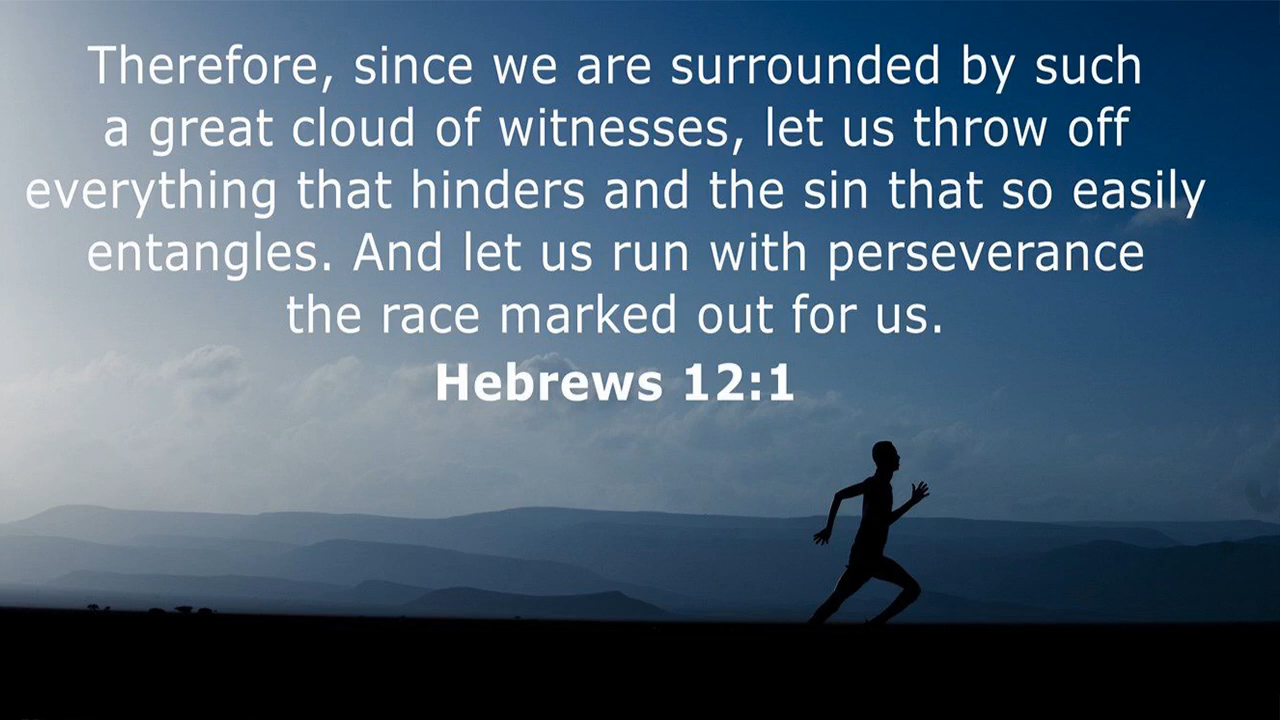 Therefore, since we are surrounded by such
a great cloud of witnesses, let us throw off
everything that hinders and the sin that so easily
entangles. And let us run with perseverance
the race marked out for us.
Hebrews 12:1